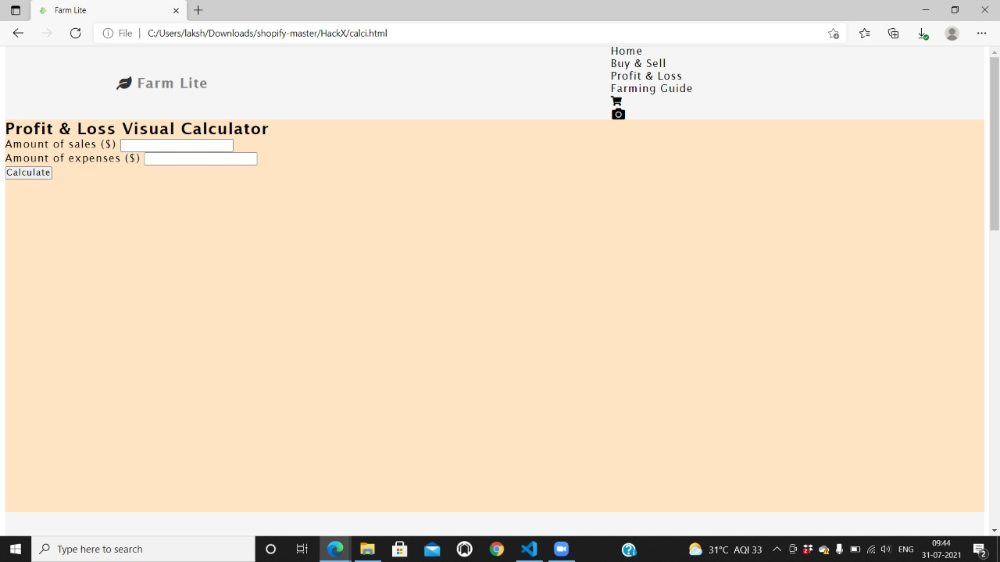 Farm Lite
File
C:/Users/laksh/Downloads/shopify-master/HackX/calci.html
Farm Lite
Home
Buy & Sell
Profit & Loss
Farming Guide
Profit & Loss Visual Calculator
Amount of sales ($)
Amount of expenses ($)
Calculate
Type here to search
31°C AQI 33
ENG
09:44
31-07-2021
2